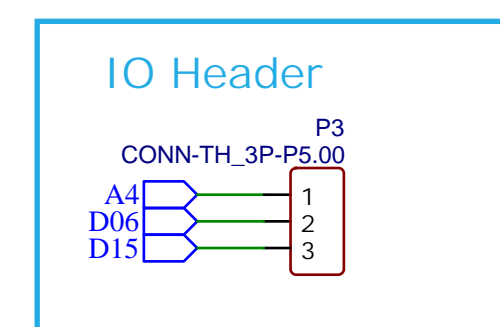 IO Header
P3
CONN-TH_3P-P5.00
A4 1
D06 2
D15 3